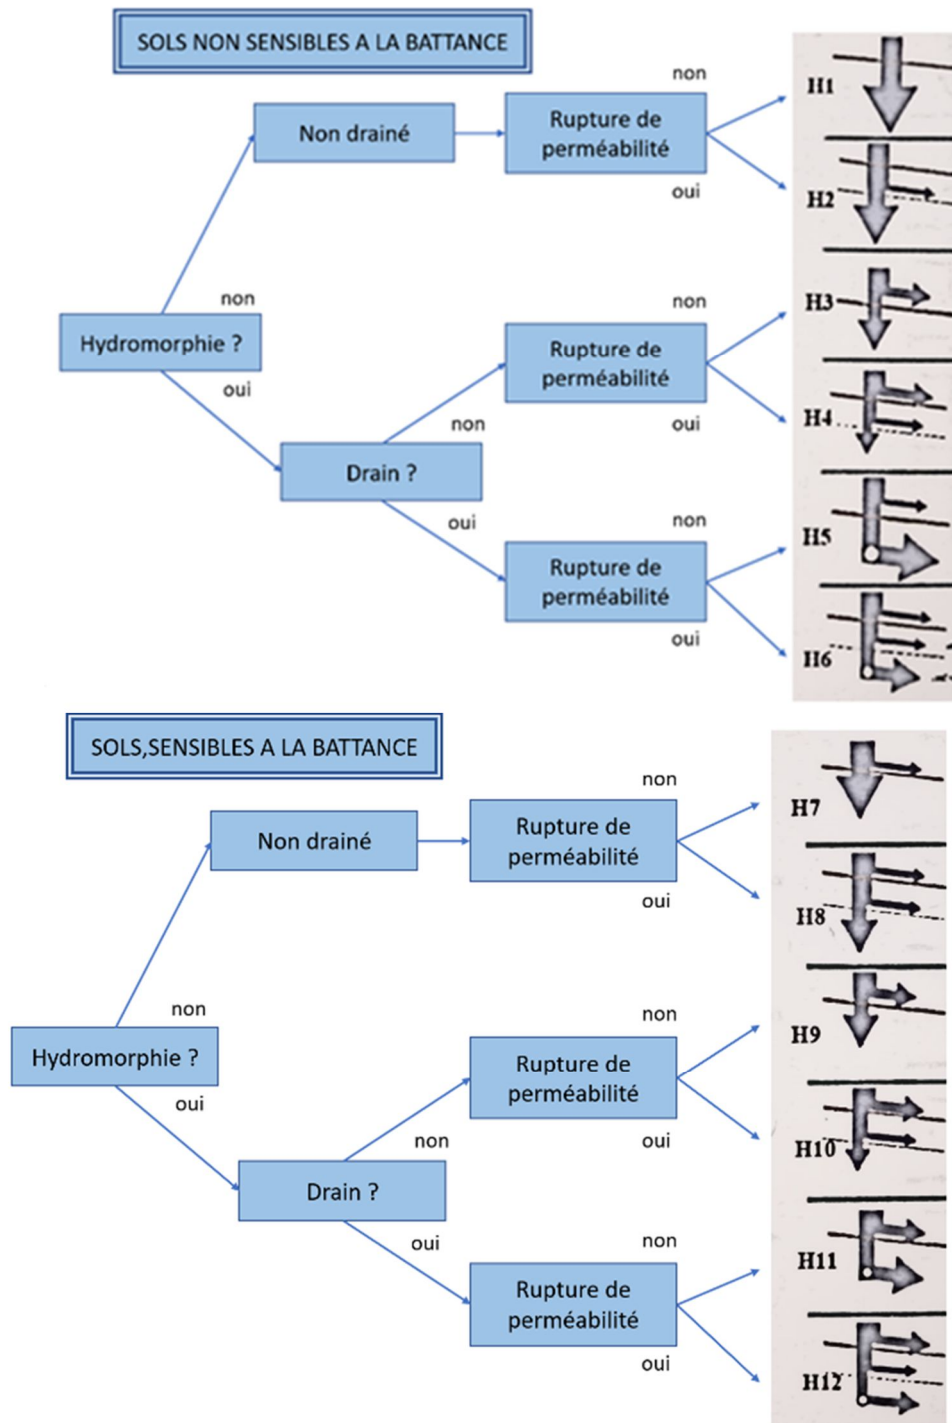 SOLS NON SENSIBLES A LA BATTANCE
non
Non drainé
Rupture de
perméabilité
oui
H1
H2
non
Hydromorphie ?
oui
non
Rupture de
perméabilité
oui
non
Drain ?
oui
H3
H4
non
Rupture de
perméabilité
oui
H5
H6
SOLS,SENSIBLES A LA BATTANCE
non
Non drainé
Rupture de
perméabilité
oui
H7
H8
non
Hydromorphie ?
oui
non
Rupture de
perméabilité
oui
non
Drain ?
oui
H9
H10
non
Rupture de
perméabilité
oui
H11
H12